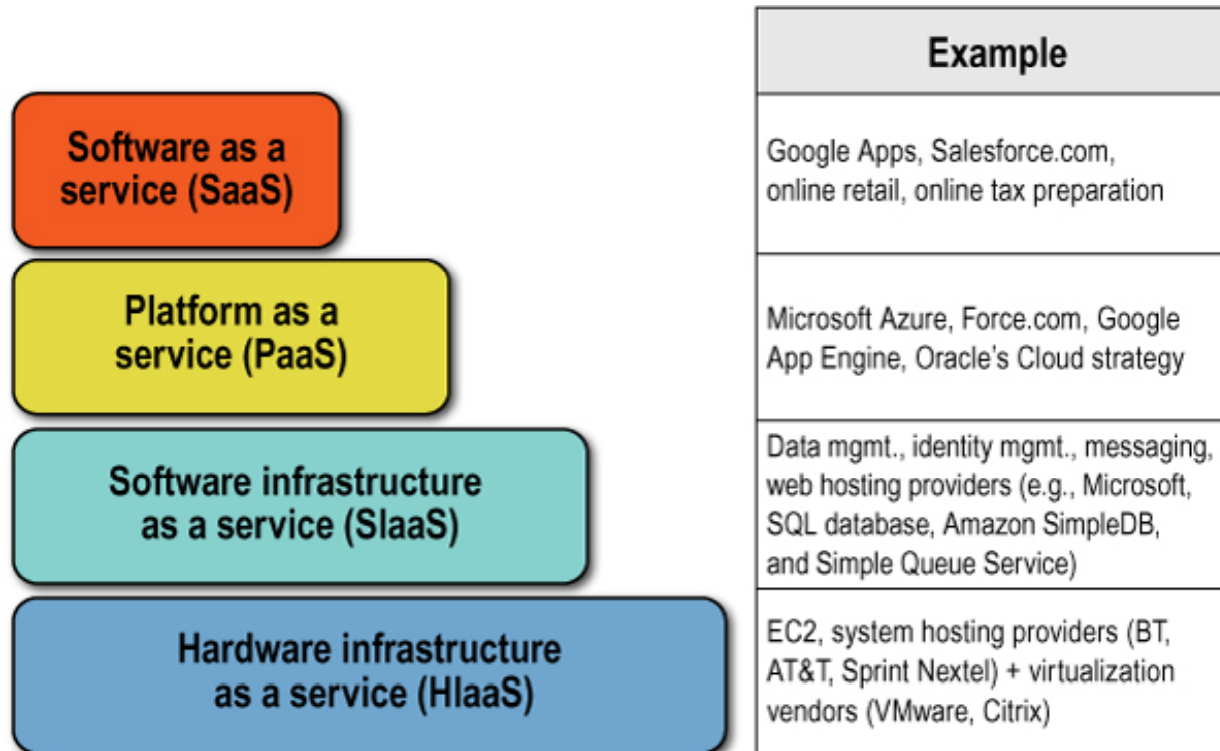 Example
Software as a
service (SaaS)
Google Apps, Salesforce.com,
online retail, online tax preparation
Platform as a
service (PaaS)
Microsoft Azure, Force.com, Google
App Engine, Oracle's Cloud strategy
Software infrastructure
as a service (SIaaS)
Data mgmt., identity mgmt., messaging,
web hosting providers (e.g., Microsoft,
SQL database, Amazon SimpleDB,
and Simple Queue Service)
Hardware infrastructure
as a service (HIaaS)
EC2, system hosting providers (BT,
AT&T, Sprint Nextel) + virtualization
vendors (VMware, Citrix)